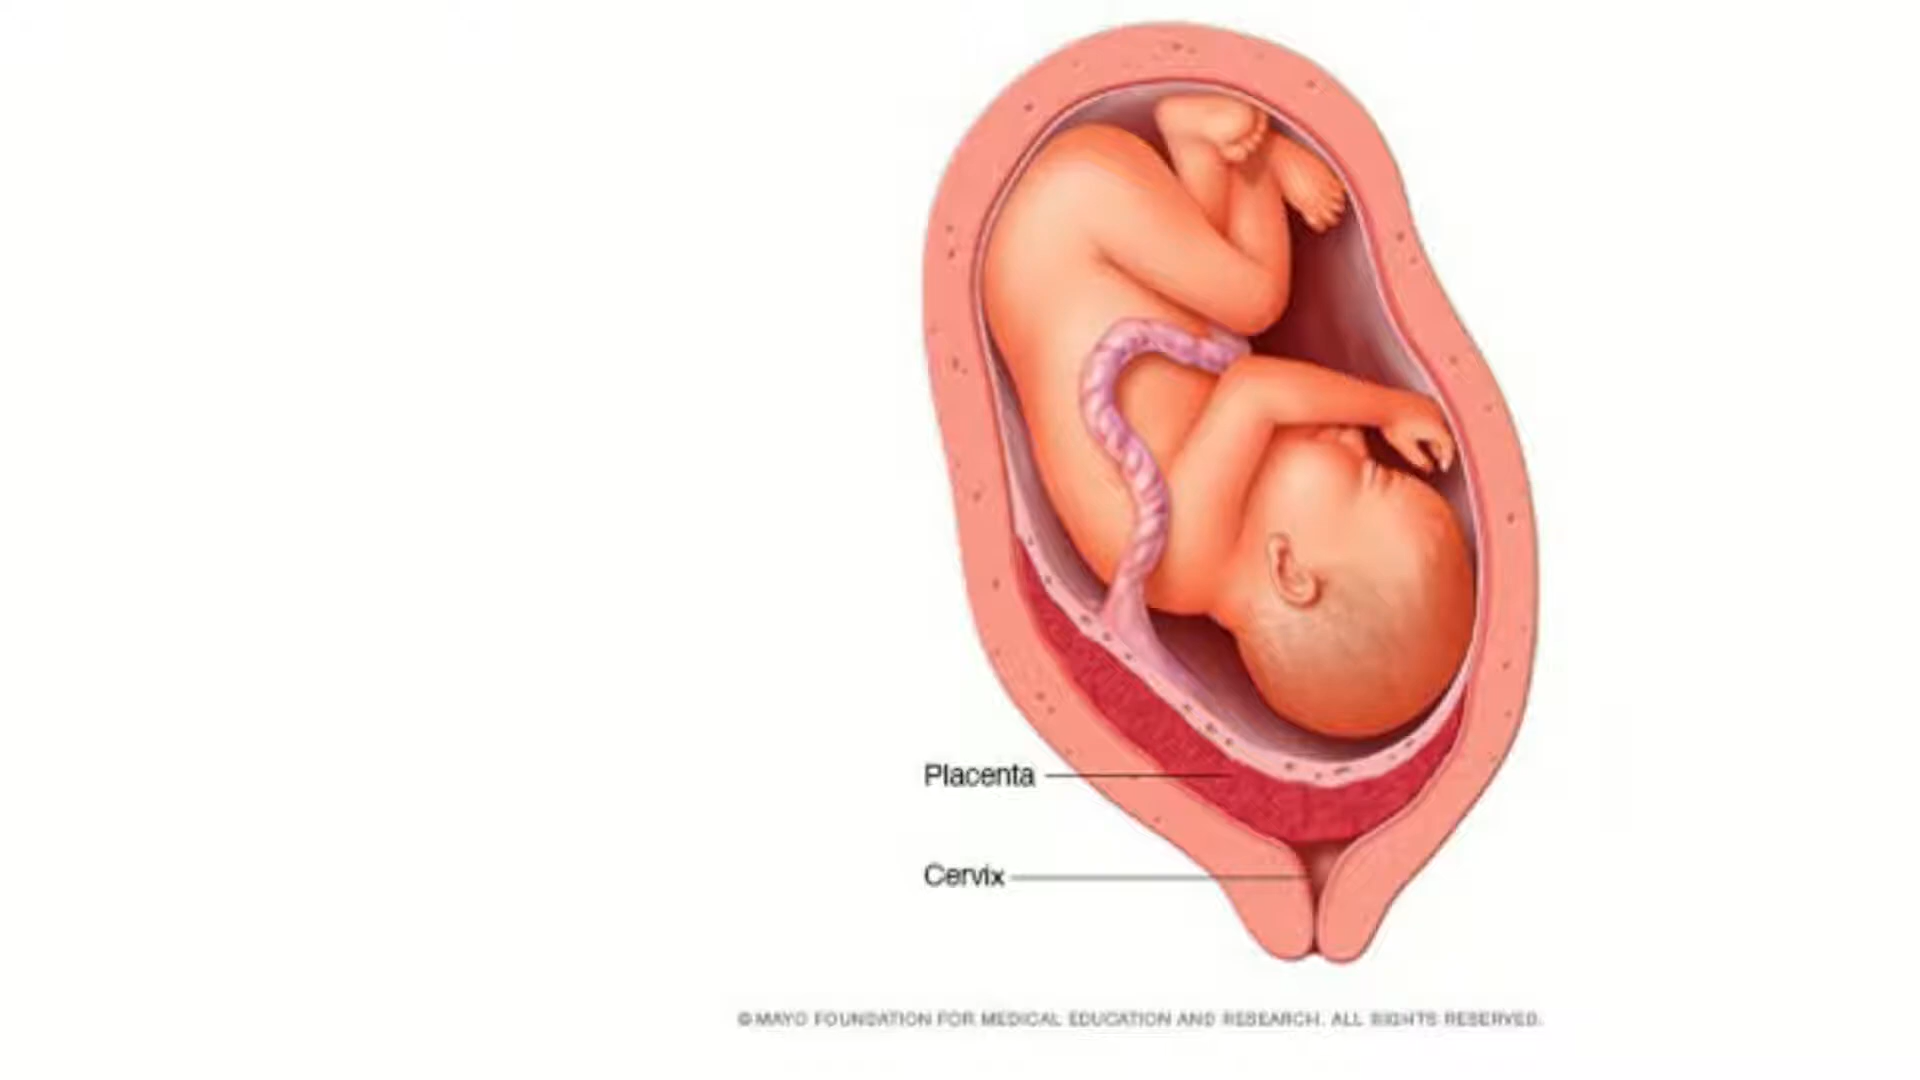 Placenta
Cervix
© MAYO FOUNDATION FOR MEDICAL EDUCATION AND RESEARCH. ALL RIGHTS RESERVED.